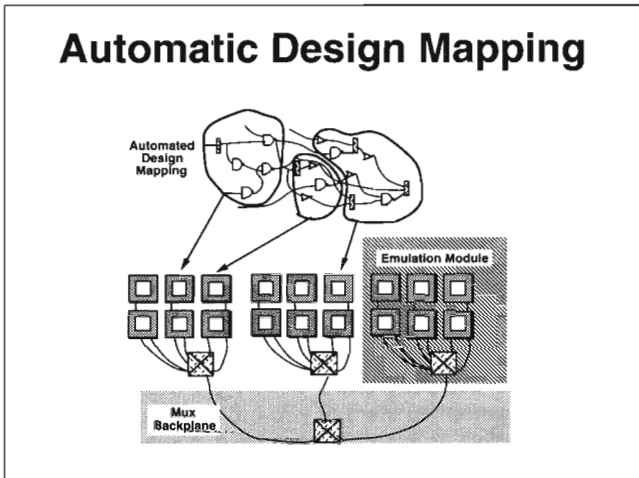 Automatic Design Mapping
Automated
Design
Mapping
Emulation Module
Mux
Backplane